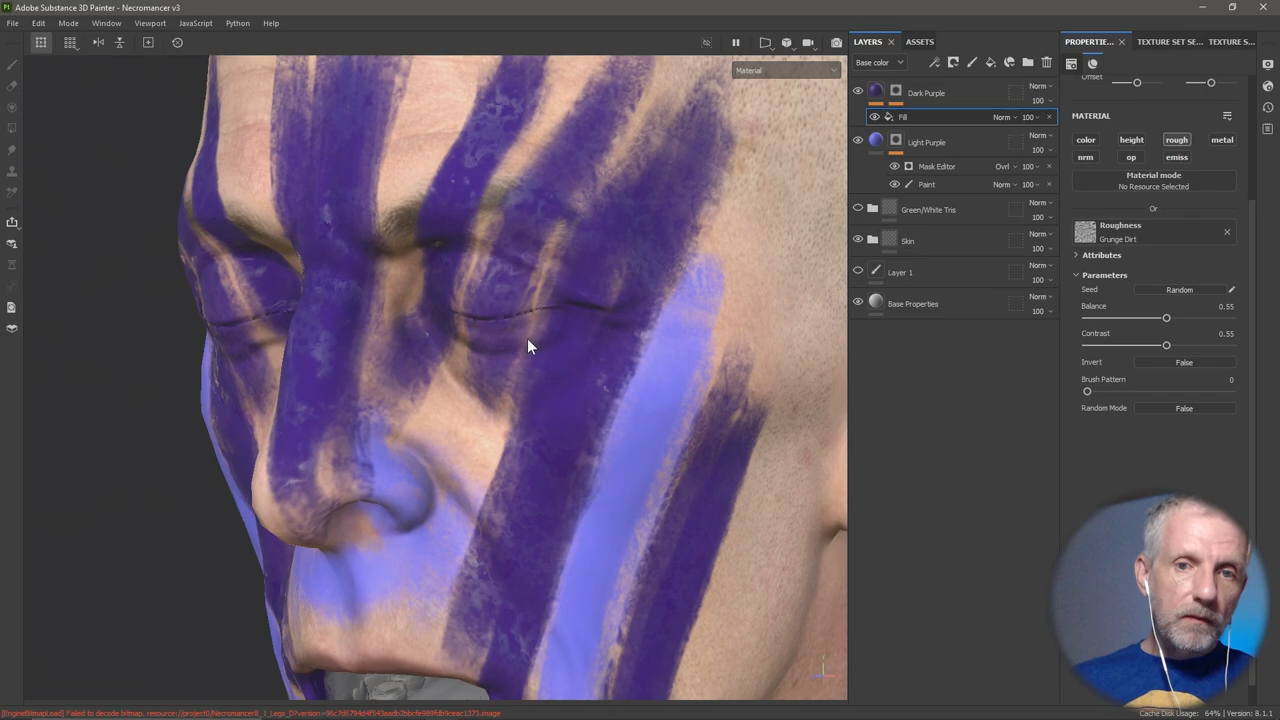 Adobe Substance 3D Painter - Necromancer v3
File Edit Mode Window Viewport JavaScript Python Help
Material
LAYERS ASSETS
Base color
Dark Purple Norm 100
Fill Norm 100
Light Purple Norm 100
Mask Editor Ovrl 100
Paint Norm 100
Green/White Tris Norm 100
Skin Norm 100
Layer 1 Norm 100
Base Properties Norm 100
PROPERTIE... TEXTURE SET SE... TEXTURE S...
Offset
MATERIAL
color height rough metal
nrm op emiss
Material mode
No Resource Selected
Or
Roughness
Grunge Dirt
Attributes
Parameters
Seed Random
Balance 0.55
Contrast 0.55
Invert False
Brush Pattern 0
Random Mode False
Cache Disk Usage: 64% | Version: 8.1.1